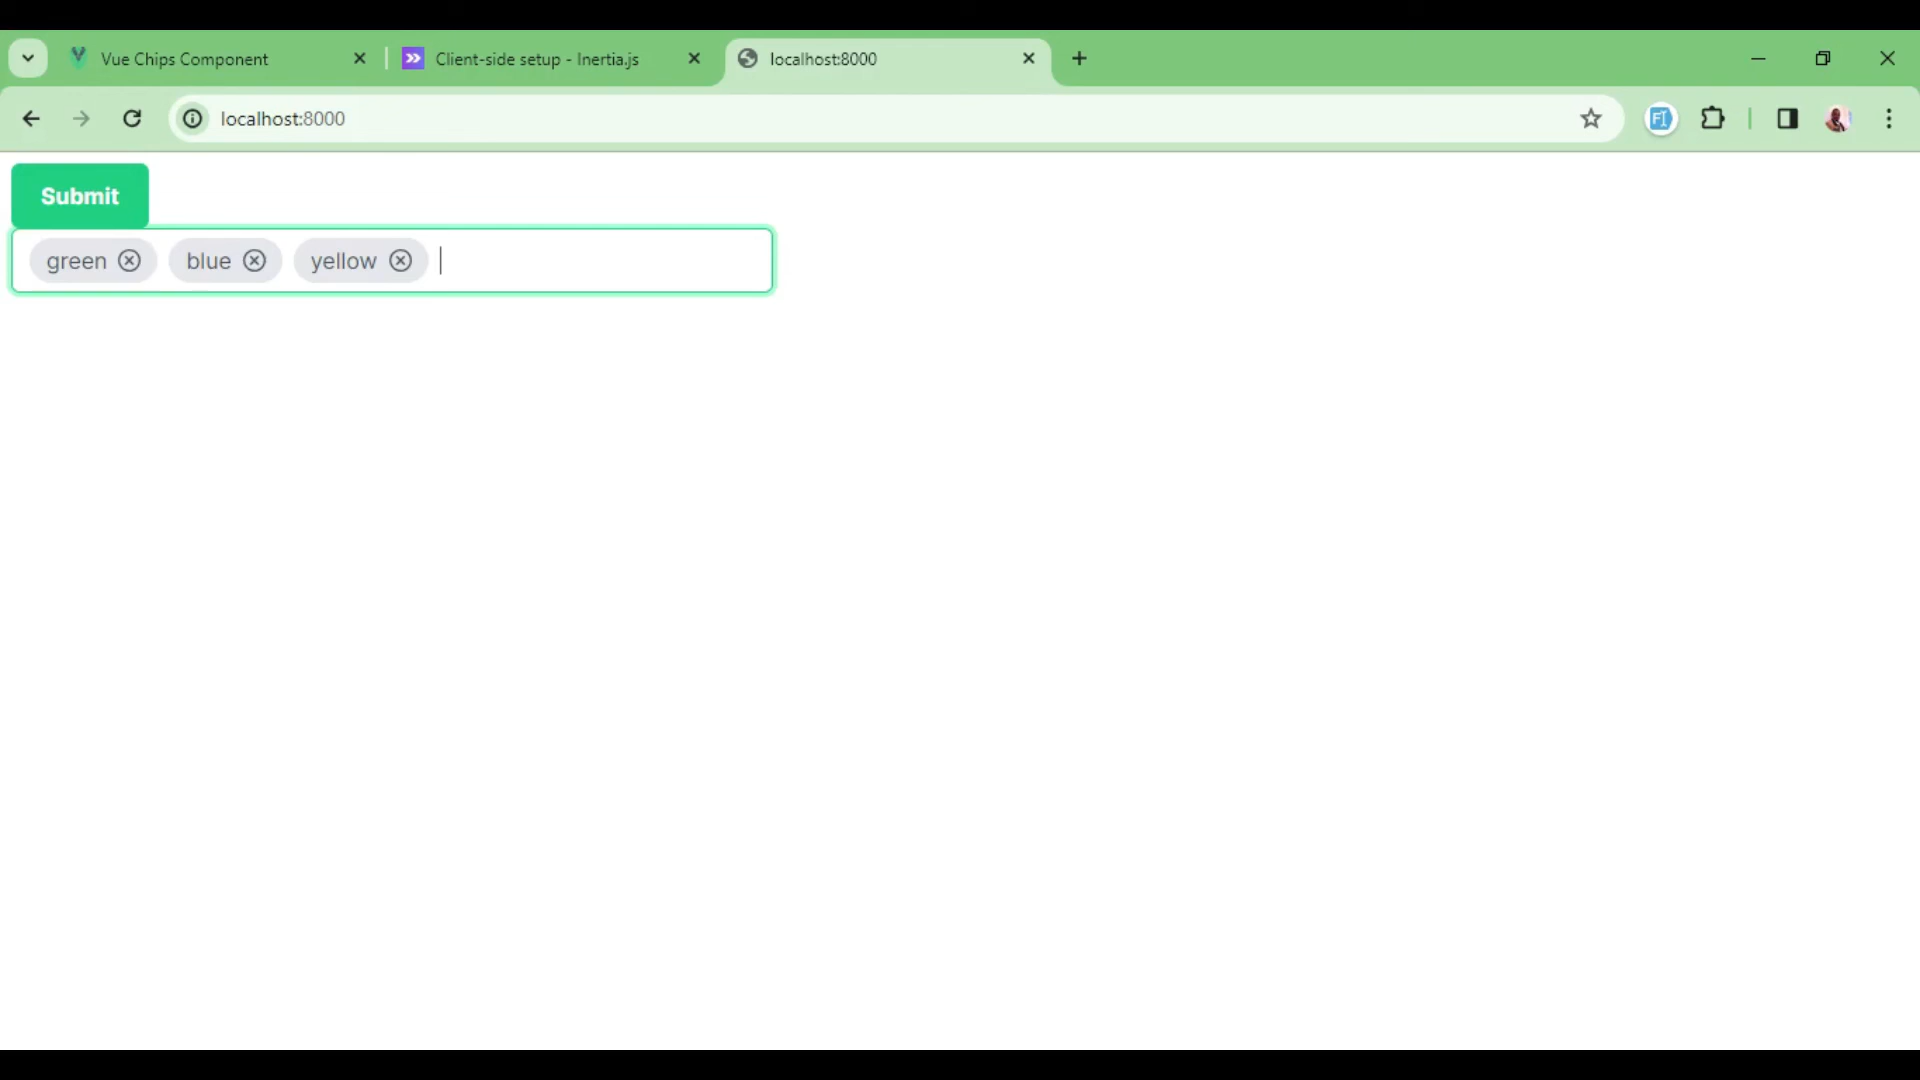 Vue Chips Component
Client-side setup - Inertia.js
localhost:8000
localhost:8000
Submit
green
blue
yellow